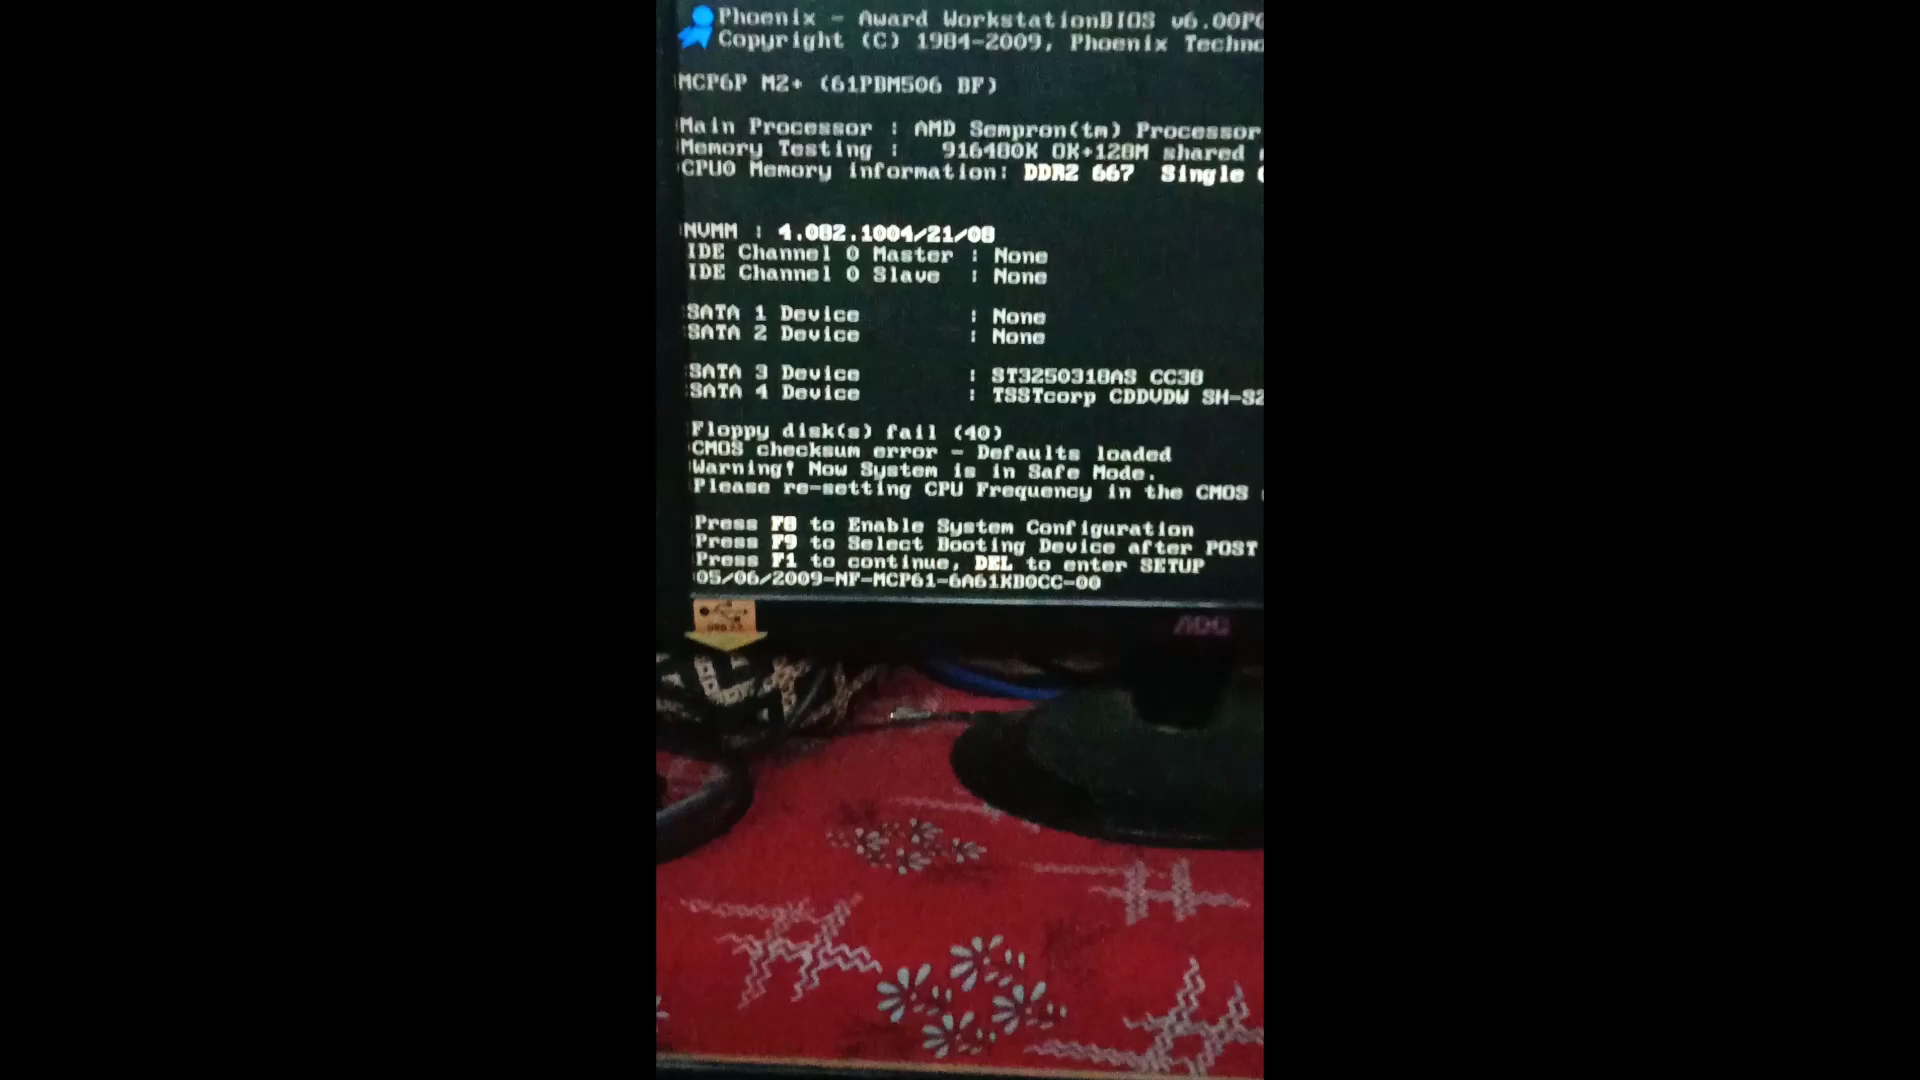 Phoenix - Award WorkstationBIOS v6.00PG
Copyright (C) 1984-2009, Phoenix Techno
MCP6P M2+ (61PBM506 BF)
Main Processor : AMD Sempron(tm) Processor
Memory Testing : 916480K OK+128M shared
CPU0 Memory information: DDR2 667 Single
NVMM : 4.082.1004/21/08
IDE Channel 0 Master : None
IDE Channel 0 Slave : None
SATA 1 Device : None
SATA 2 Device : None
SATA 3 Device : ST3250318AS CC38
SATA 4 Device : TSSTcorp CDDVDW SH-S2
Floppy disk(s) fail (40)
CMOS checksum error - Defaults loaded
Warning! Now System is in Safe Mode.
Please re-setting CPU Frequency in the CMOS
Press F8 to Enable System Configuration
Press F9 to Select Booting Device after POST
Press F1 to continue, DEL to enter SETUP
05/06/2009-NF-MCP61-6A61KB0CC-00
AOC